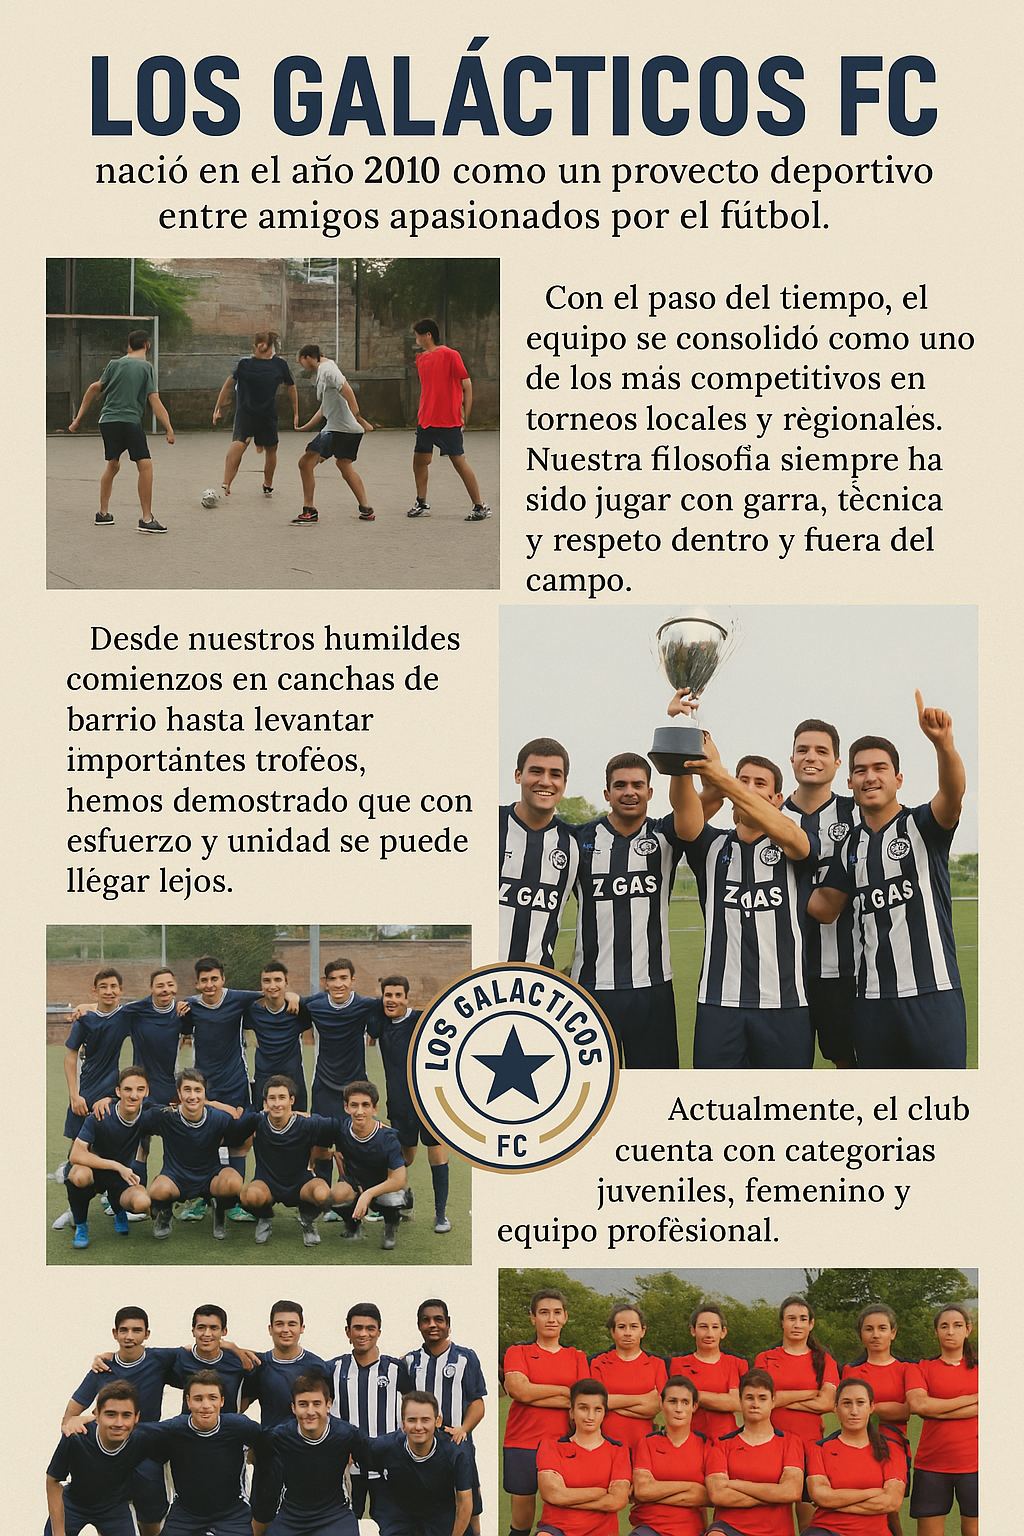 LOS GALÁCTICOS FC
nació en el año 2010 como un provecto deportivo
entre amigos apasionados por el fútbol.
Con el paso del tiempo, el
equipo se consolidó como uno
de los más competitivos en
torneos locales y règionalés.
Nuestra filosofia siempre ha
sido jugar con garra, tècnica
y respeto dentro y fuera del
campo.
Desde nuestros humildes
comienzos en canchas de
barrio hasta levantar
importántes troféos,
hemos demostrado que con
esfuerzo y unidad se puede
llégar lejos.
Z GAS
Z GAS
Z GAS
GAS
17
LOS GALACTICOS
FC
Actualmente, el club
cuenta con categorias
juveniles, femenino y
equipo profèsional.